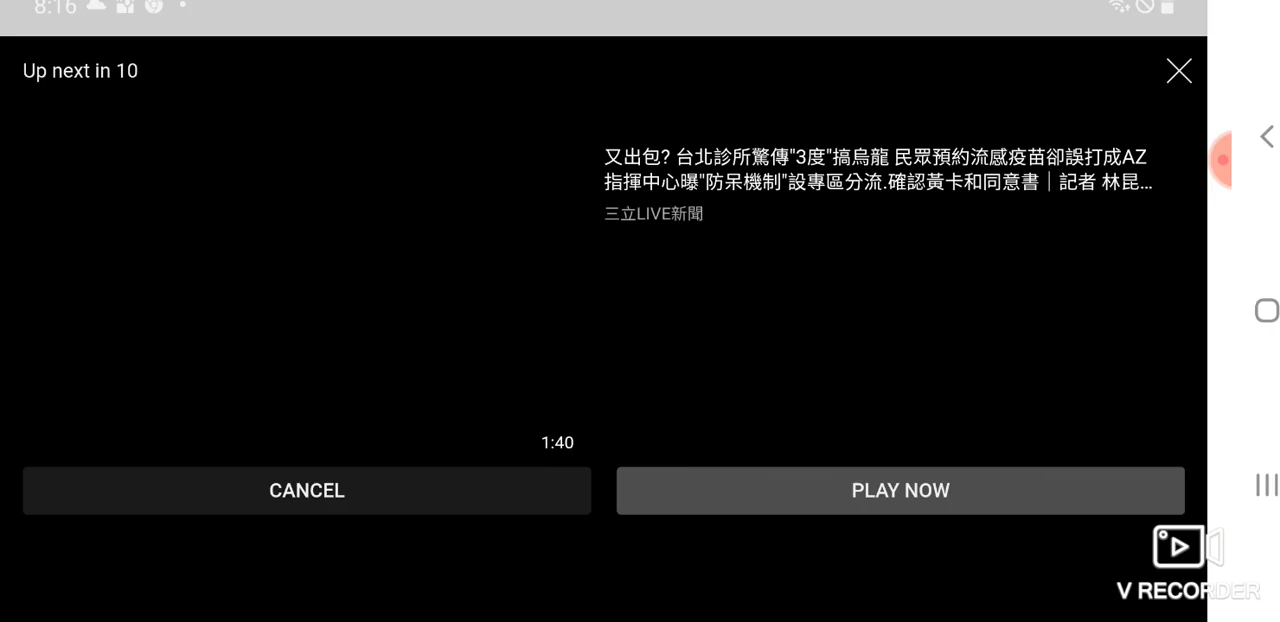 8:16
Up next in 10
又出包? 台北診所驚傳"3度"搞烏龍 民眾預約流感疫苗卻誤打成AZ
指揮中心曝"防呆機制"設專區分流.確認黃卡和同意書｜記者 林昆…
三立LIVE新聞
1:40
CANCEL
PLAY NOW
V RECORDER